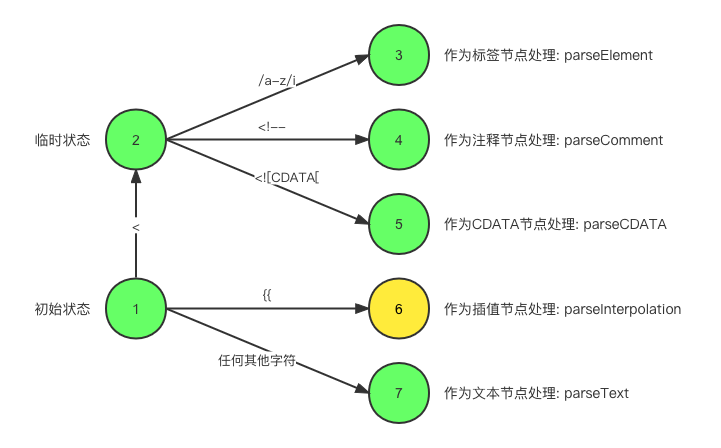 3
作为标签节点处理: parseElement
/a-z/i
临时状态
2
<!--
4
作为注释节点处理: parseComment
<![CDATA[
5
作为CDATA节点处理: parseCDATA
<
初始状态
1
{{
6
作为插值节点处理: parseInterpolation
任何其他字符
7
作为文本节点处理: parseText